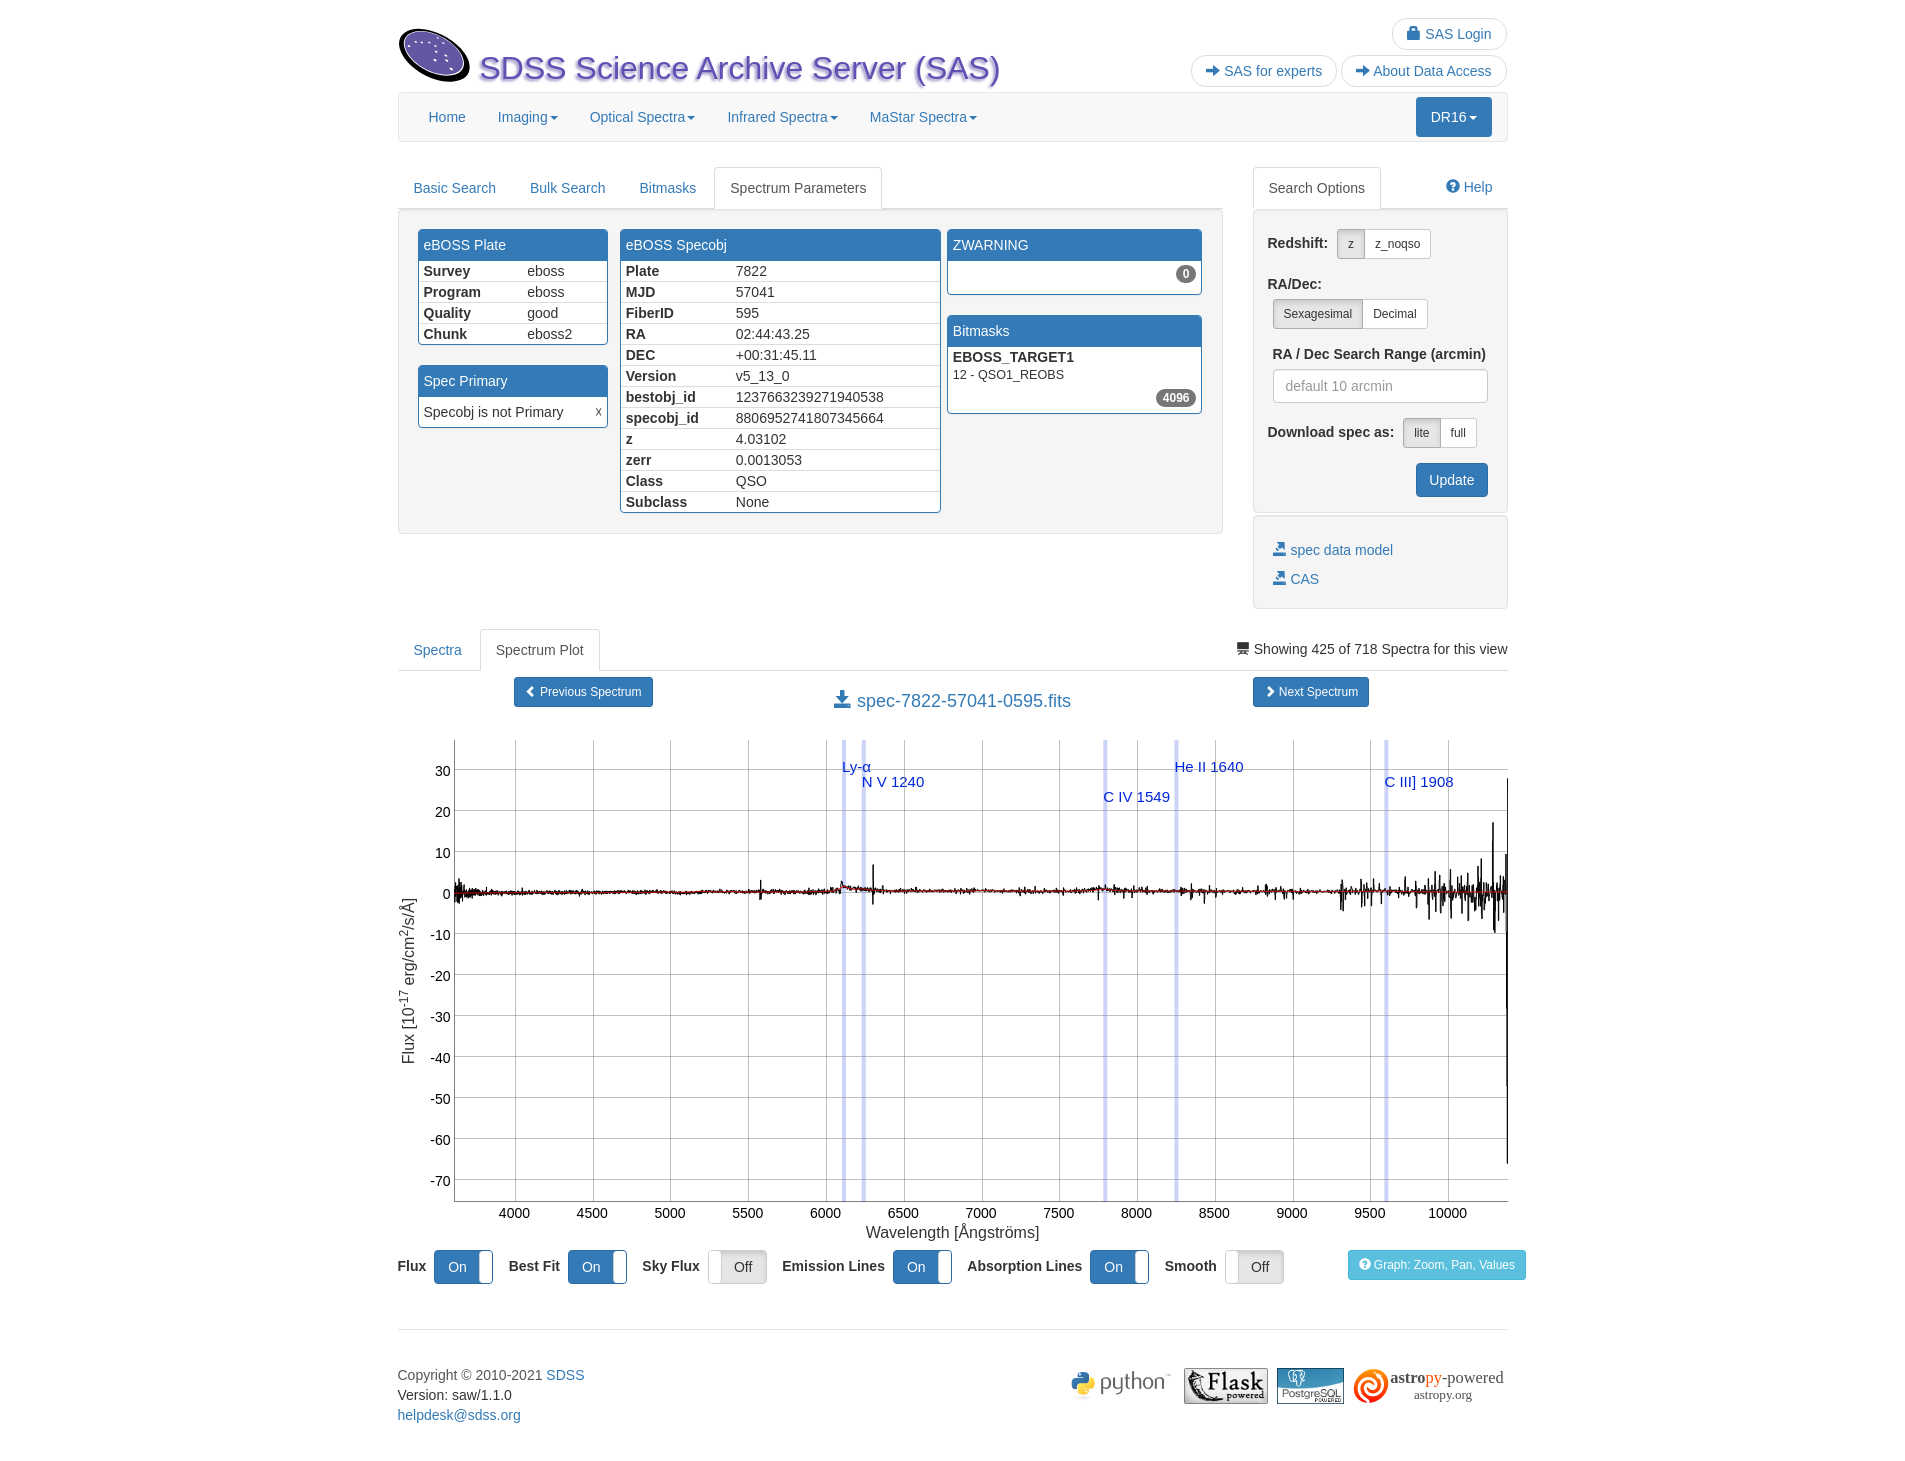 SAS Login
SDSS Science Archive Server (SAS)
SAS for experts
About Data Access
Home
Imaging
Optical Spectra
Infrared Spectra
MaStar Spectra
DR16
Basic Search
Bulk Search
Bitmasks
Spectrum Parameters
Search Options
Help
eBOSS Plate
Survey eboss
Program eboss
Quality good
Chunk eboss2
Spec Primary
Specobj is not Primary x
eBOSS Specobj
Plate 7822
MJD 57041
FiberID 595
RA 02:44:43.25
DEC +00:31:45.11
Version v5_13_0
bestobj_id 1237663239271940538
specobj_id 8806952741807345664
z 4.03102
zerr 0.0013053
Class QSO
Subclass None
ZWARNING
0
Bitmasks
EBOSS_TARGET1
12 - QSO1_REOBS
4096
Redshift: z z_noqso
RA/Dec:
Sexagesimal Decimal
RA / Dec Search Range (arcmin)
default 10 arcmin
Download spec as: lite full
Update
spec data model
CAS
Spectra
Spectrum Plot
Showing 425 of 718 Spectra for this view
Previous Spectrum
spec-7822-57041-0595.fits
Next Spectrum
Ly-α
N V 1240
C IV 1549
He II 1640
C III] 1908
30
20
10
0
-10
-20
-30
-40
-50
-60
-70
Flux [10-17 erg/cm2/s/Å]
4000 4500 5000 5500 6000 6500 7000 7500 8000 8500 9000 9500 10000
Wavelength [Ångströms]
Flux On Best Fit On Sky Flux Off Emission Lines On Absorption Lines On Smooth Off
Graph: Zoom, Pan, Values
Copyright © 2010-2021 SDSS
Version: saw/1.1.0
helpdesk@sdss.org
python
Flask
powered
PostgreSQL
POWERED
astropy-powered
astropy.org